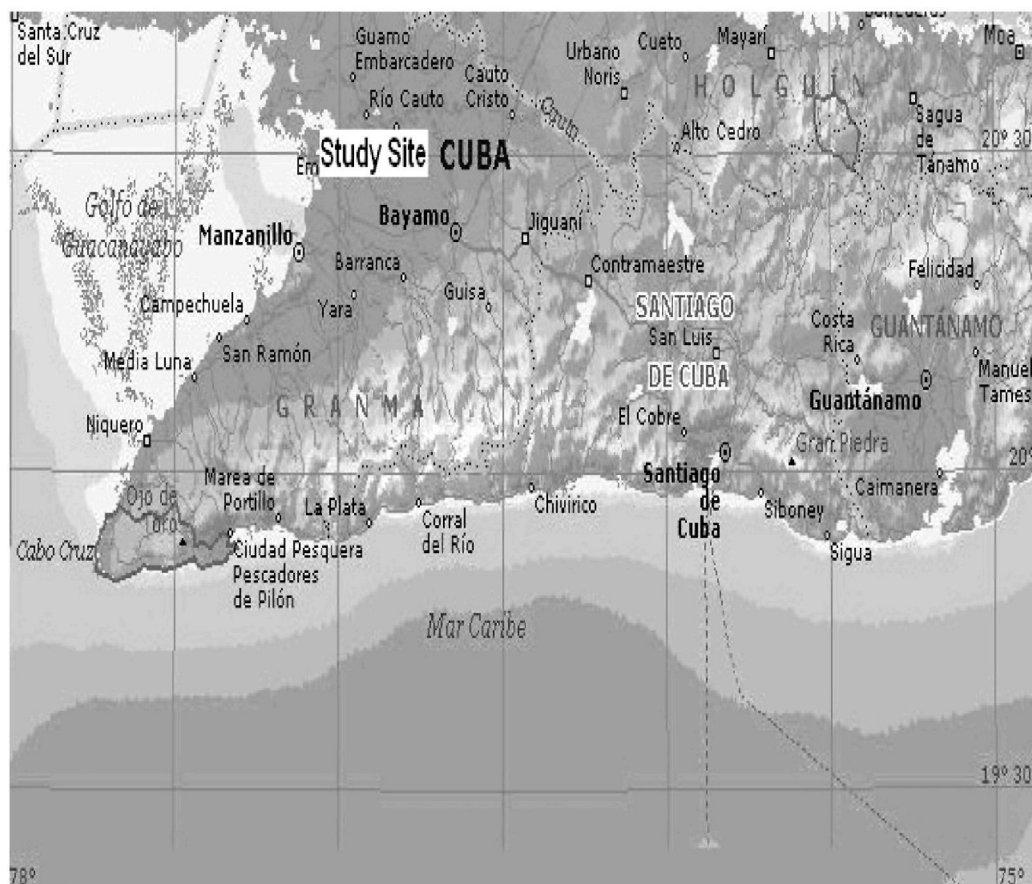 Santa Cruz
del Sur
Guamo
Embarcadero
Urbano
Noris
Cueto
Mayarí
Moa
Cauto
Cristo
Río Cauto
Cauto
HOLGUÍN
Sagua
de
Tánamo
Alto Cedro
20° 30
Study Site
CUBA
Golfo de
Guacanayabo
Manzanillo
Bayamo
Jiguaní
Barranca
Contramaestre
Felicidad
Campechuela
Yara
Guisa
SANTIAGO
DE CUBA
San Luis
Costa
Rica
GUANTÁNAMO
San Ramón
Media Luna
Manuel
Tames
GRANMA
Guantánamo
Niquero
El Cobre
Gran Piedra
20°
Marea de
Portillo
Santiago
de
Cuba
Caimanera
Ojo de
Toro
La Plata
Chivirico
Siboney
Corral
del Río
Cabo Cruz
Ciudad Pesquera
Pescadores
de Pilón
Sigua
Mar Caribe
19° 30
78°
75°